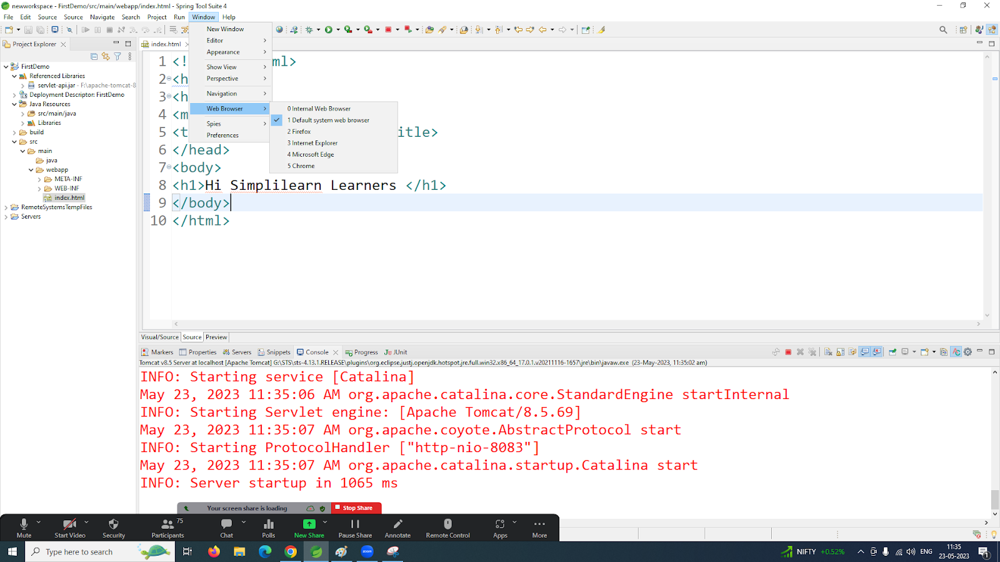 newworkspace - FirstDemo/src/main/webapp/index.html - Spring Tool Suite 4
File Edit Source Source Navigate Search Project Run Window Help
New Window
Editor
Appearance
Show View
Perspective
Navigation
Web Browser
Spies
Preferences
0 Internal Web Browser
1 Default system web browser
2 Firefox
3 Internet Explorer
4 Microsoft Edge
5 Chrome
Project Explorer
FirstDemo
Referenced Libraries
servlet-api.jar - F:\apache-tomcat-8
Deployment Descriptor: FirstDemo
Java Resources
src/main/java
Libraries
build
src
main
java
webapp
META-INF
WEB-INF
index.html
RemoteSystemsTempFiles
Servers
index.html
1 <! ml>
2 <h
3 <h
4 <m
5 <t itle>
6 </head>
7 <body>
8 <h1>Hi Simplilearn Learners </h1>
9 </body>
10 </html>
Visual/Source Source Preview
Markers Properties Servers Snippets Console Progress JUnit
Tomcat v8.5 Server at localhost [Apache Tomcat] G:\STS\sts-4.13.1.RELEASE\plugins\org.eclipse.justj.openjdk.hotspot.jre.full.win32.x86_64_17.0.1.v20211116-1657\jre\bin\javaw.exe (23-May-2023, 11:35:02 am)
INFO: Starting service [Catalina]
May 23, 2023 11:35:06 AM org.apache.catalina.core.StandardEngine startInternal
INFO: Starting Servlet engine: [Apache Tomcat/8.5.69]
May 23, 2023 11:35:07 AM org.apache.coyote.AbstractProtocol start
INFO: Starting ProtocolHandler ["http-nio-8083"]
May 23, 2023 11:35:07 AM org.apache.catalina.startup.Catalina start
INFO: Server startup in 1065 ms
Your screen share is loading Stop Share
75
Mute Start Video Security Participants Chat Polls New Share Pause Share Annotate Remote Control Apps More
Type here to search
zoom
NIFTY +0.52%
ENG
11:35
23-05-2023
1